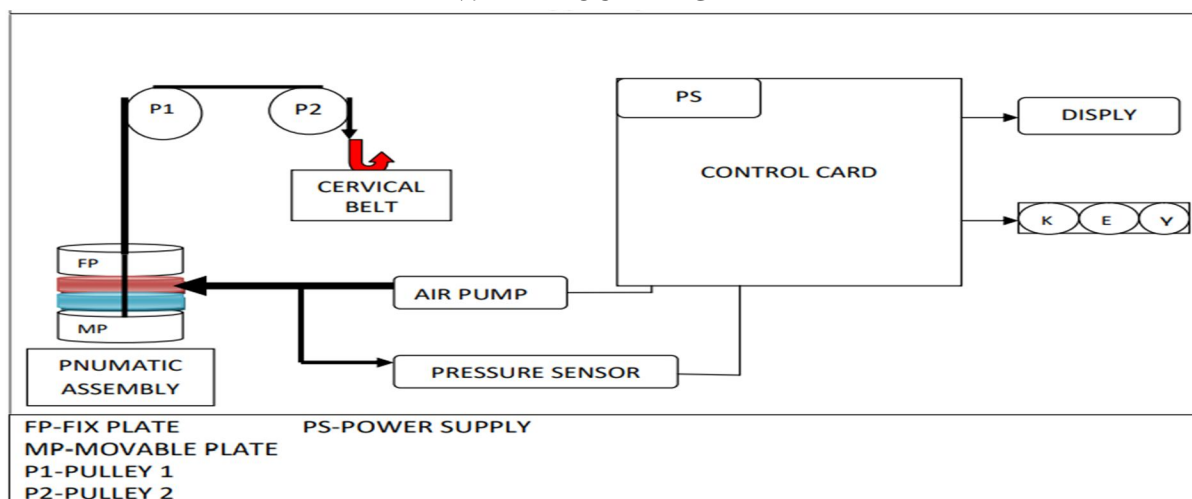 P1
P2
PS
DISPLY
CONTROL CARD
CERVICAL
BELT
K E Y
FP
AIR PUMP
MP
PNUMATIC
ASSEMBLY
PRESSURE SENSOR
FP-FIX PLATE PS-POWER SUPPLY
MP-MOVABLE PLATE
P1-PULLEY 1
P2-PULLEY 2